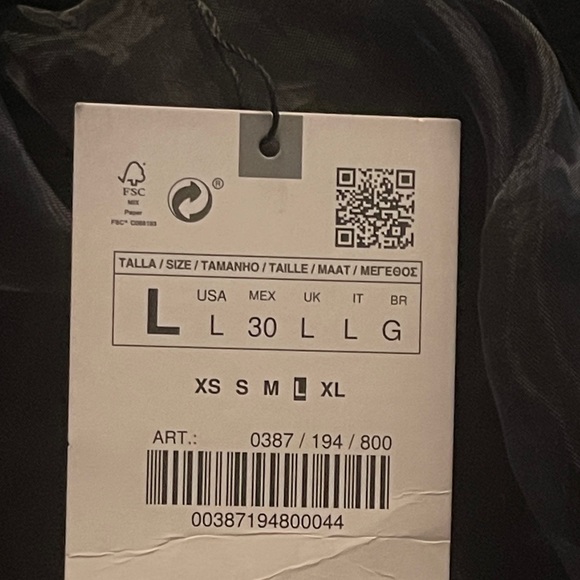 ®
FSC
MIX
Paper
TALLA / SIZE / TAMANHO / TAILLE / MAAT / ΜΕΓΕΘΟΣ
USA MEX UK IT BR
L L 30 L L G
XS S M L XL
ART.: 0387 / 194 / 800
00387194800044